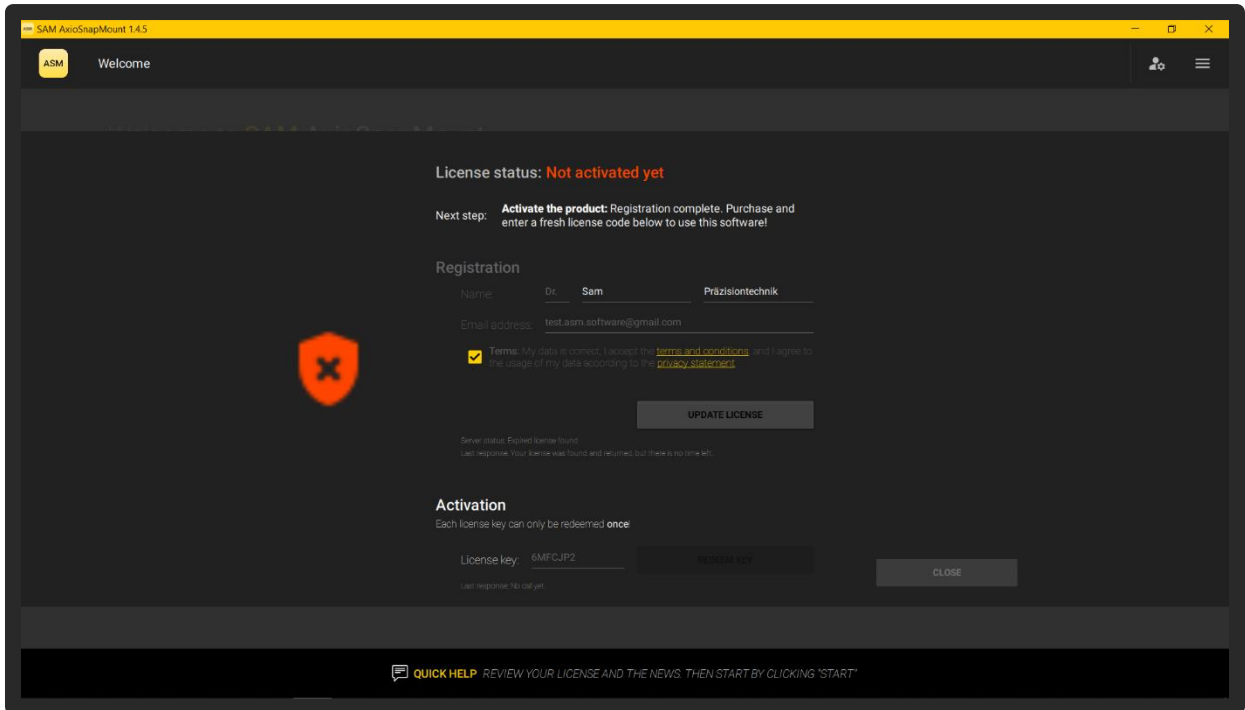 SAM AxioSnapMount 1.4.5
ASM Welcome
License status: Not activated yet
Next step: Activate the product: Registration complete. Purchase and
enter a fresh license code below to use this software!
Registration
Name: Dr. Sam Präzisiontechnik
Email address: test.asm.software@gmail.com
Terms: My data is correct, I accept the terms and conditions, and I agree to
the usage of my data according to the privacy statement.
UPDATE LICENSE
Server status: Expired license found
Last response: Your license was found and returned, but there is no time left.
Activation
Each license key can only be redeemed once!
License key: 6MFCJP2 REDEEM KEY
Last response: No call yet.
CLOSE
QUICK HELP REVIEW YOUR LICENSE AND THE NEWS. THEN START BY CLICKING "START"